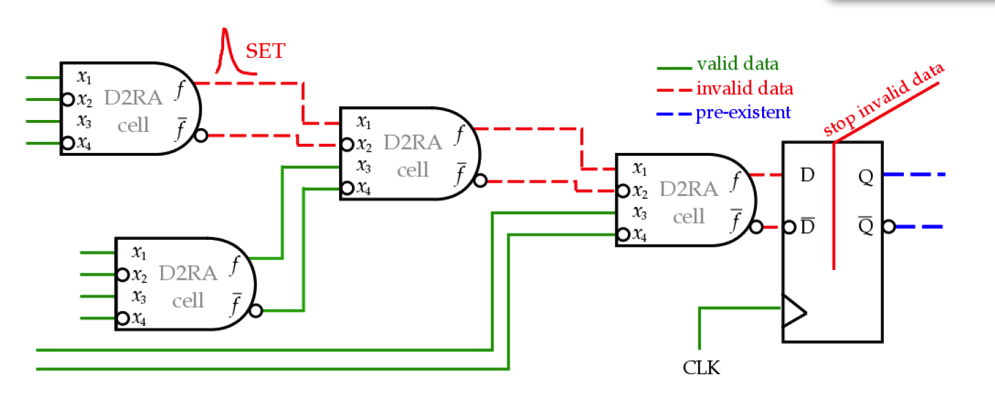 SET
valid data
invalid data
pre-existent
stop invalid data
x₁
x₂
x₃
x₄
D2RA
cell
f
f̅
x₁
x₂
x₃
x₄
D2RA
cell
f
f̅
x₁
x₂
x₃
x₄
D2RA
cell
f
f̅
D
D̅
Q
Q̅
x₁
x₂
x₃
x₄
D2RA
cell
f
f̅
CLK